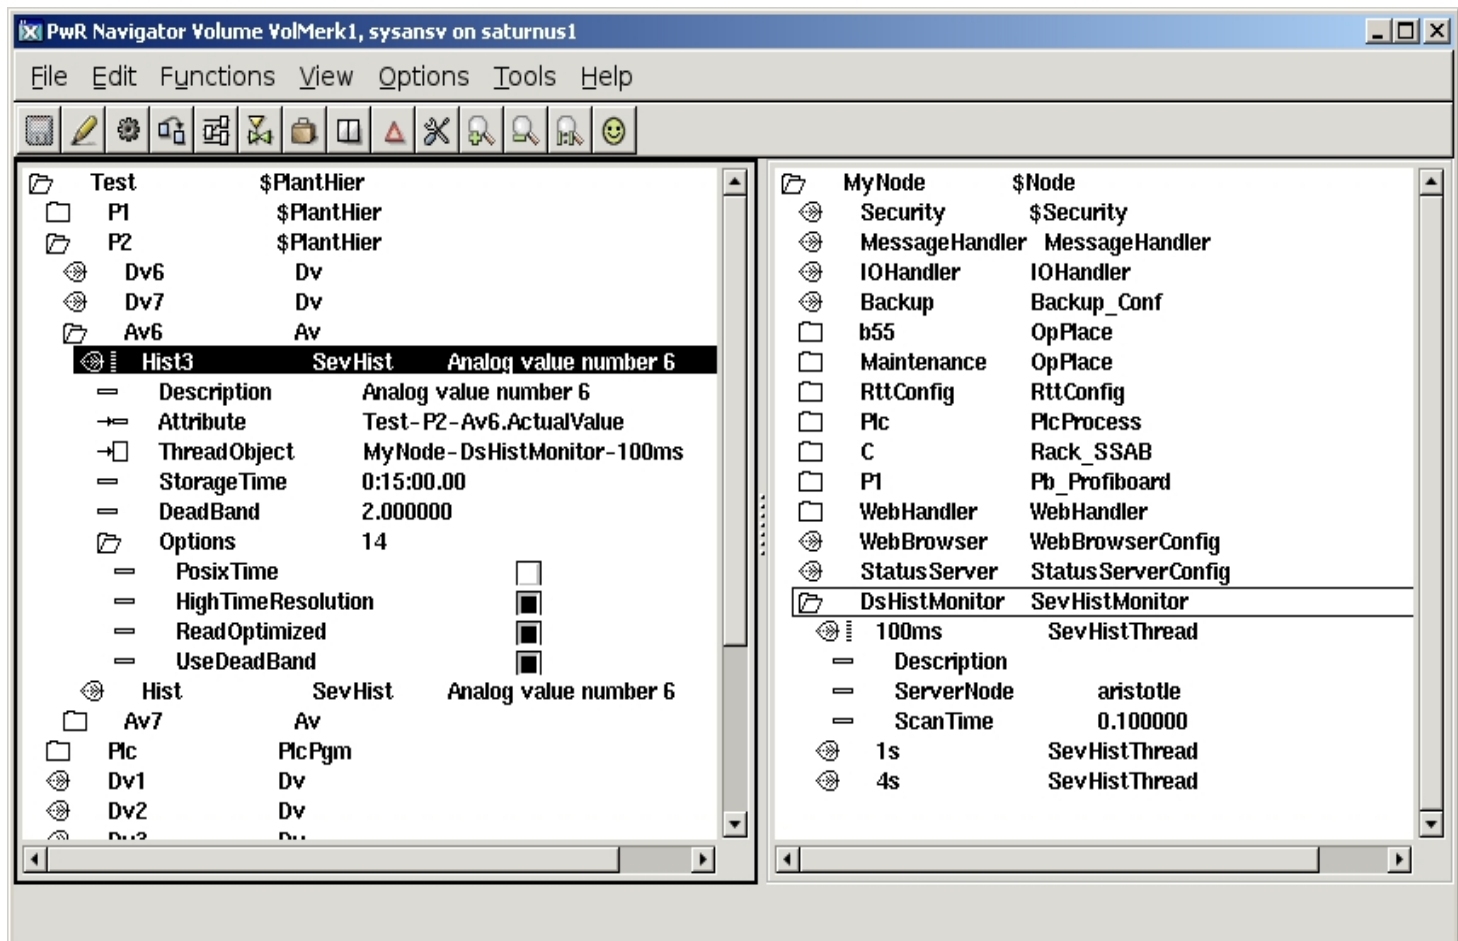 PwR Navigator Volume VolMerk1, sysansv on saturnus1
File Edit Functions View Options Tools Help
Test $PlantHier
P1 $PlantHier
P2 $PlantHier
Dv6 Dv
Dv7 Dv
Av6 Av
Hist3 SevHist Analog value number 6
Description Analog value number 6
Attribute Test-P2-Av6.ActualValue
ThreadObject MyNode-DsHistMonitor-100ms
StorageTime 0:15:00.00
DeadBand 2.000000
Options 14
PosixTime
HighTimeResolution
ReadOptimized
UseDeadBand
Hist SevHist Analog value number 6
Av7 Av
Plc PlcPgm
Dv1 Dv
Dv2 Dv
Dv3 Dv
MyNode $Node
Security $Security
MessageHandler MessageHandler
IOHandler IOHandler
Backup Backup_Conf
b55 OpPlace
Maintenance OpPlace
RttConfig RttConfig
Plc PlcProcess
C Rack_SSAB
P1 Pb_Profiboard
WebHandler WebHandler
WebBrowser WebBrowserConfig
StatusServer StatusServerConfig
DsHistMonitor SevHistMonitor
100ms SevHistThread
Description
ServerNode aristotle
ScanTime 0.100000
1s SevHistThread
4s SevHistThread